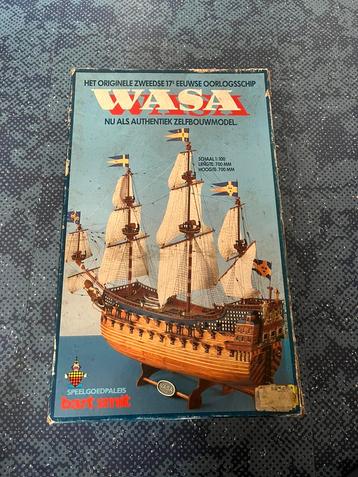 HET ORIGINELE ZWEEDSE 17e EEUWSE OORLOGSSCHIP
WASA
NU ALS AUTHENTIEK ZELFBOUWMODEL.
SCHAAL 1:100
LENGTE: 700 MM
HOOGTE: 700 MM
SPEELGOEDPALEIS
bart smit